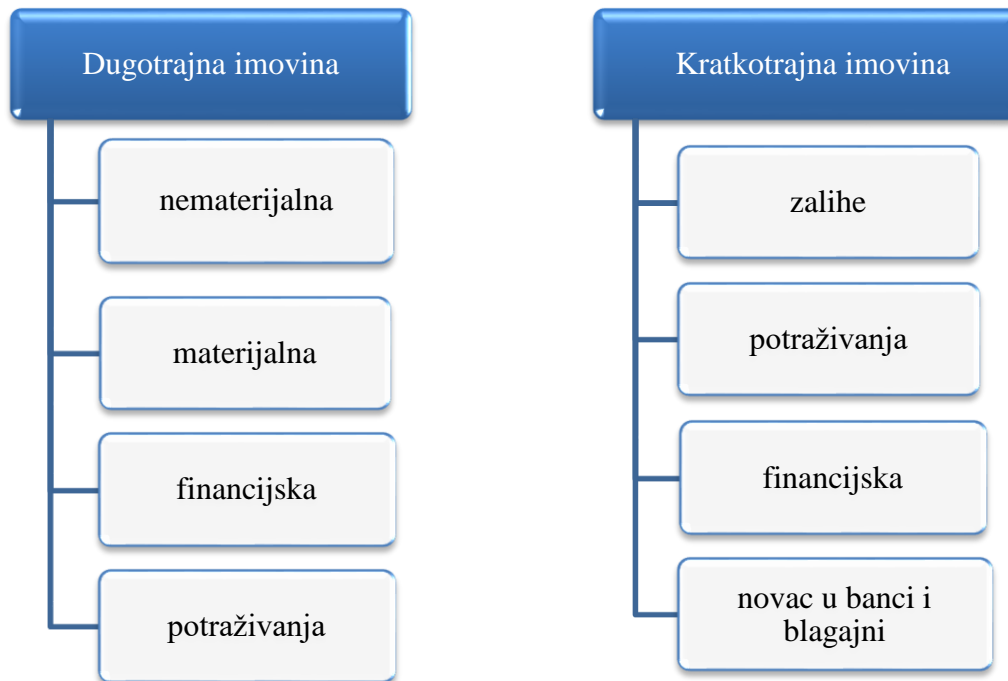 Dugotrajna imovina
nematerijalna
materijalna
financijska
potraživanja
Kratkotrajna imovina
zalihe
potraživanja
financijska
novac u banci i
blagajni